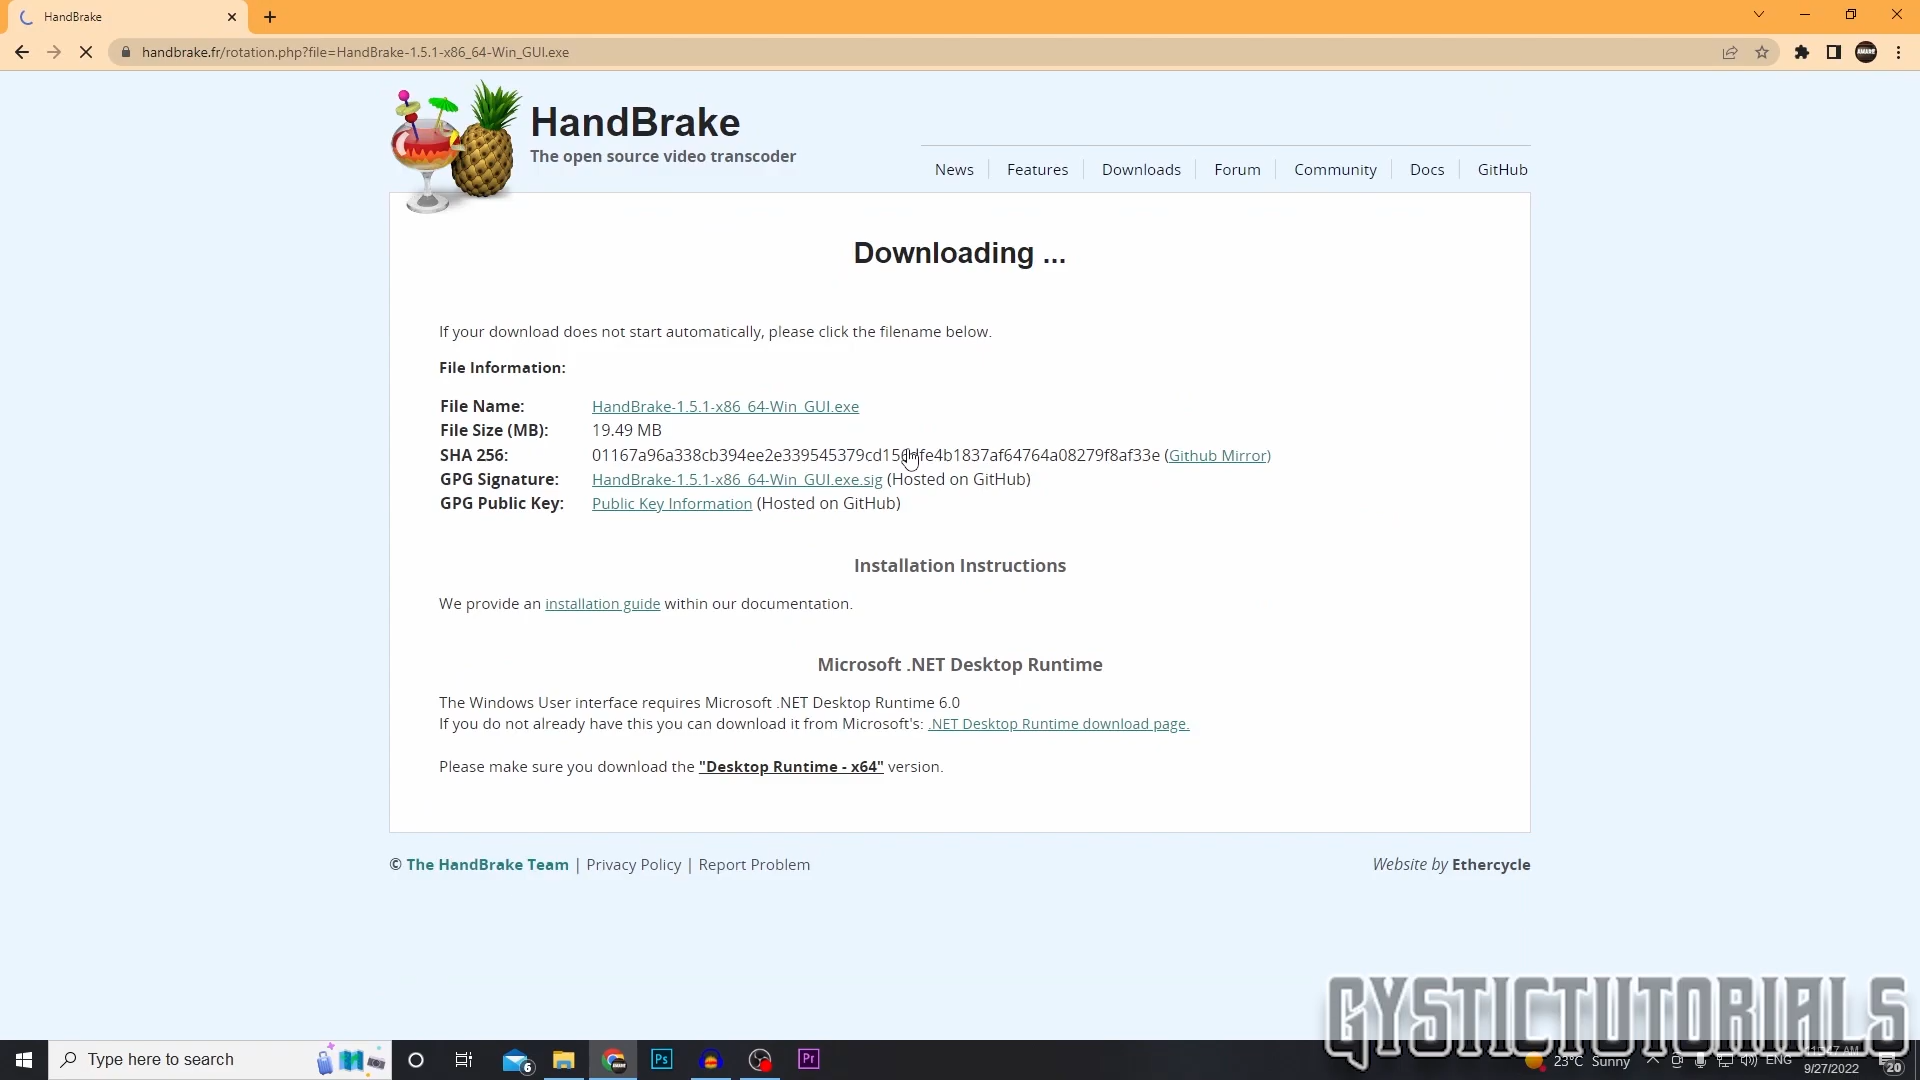 HandBrake
handbrake.fr/rotation.php?file=HandBrake-1.5.1-x86_64-Win_GUI.exe
HandBrake
The open source video transcoder
News Features Downloads Forum Community Docs GitHub
Downloading ...
If your download does not start automatically, please click the filename below.
File Information:
File Name: HandBrake-1.5.1-x86_64-Win_GUI.exe
File Size (MB): 19.49 MB
SHA 256: (Github Mirror)
GPG Signature: HandBrake-1.5.1-x86_64-Win_GUI.exe.sig (Hosted on GitHub)
GPG Public Key: Public Key Information (Hosted on GitHub)
Installation Instructions
We provide an installation guide within our documentation.
Microsoft .NET Desktop Runtime
The Windows User interface requires Microsoft .NET Desktop Runtime 6.0
If you do not already have this you can download it from Microsoft's: .NET Desktop Runtime download page.
Please make sure you download the "Desktop Runtime - x64" version.
© The HandBrake Team | Privacy Policy | Report Problem
Website by Ethercycle
GYSTICTUTORIALS
Type here to search
6
Ps
Pr
23°C Sunny
ENG
9/27/2022
20